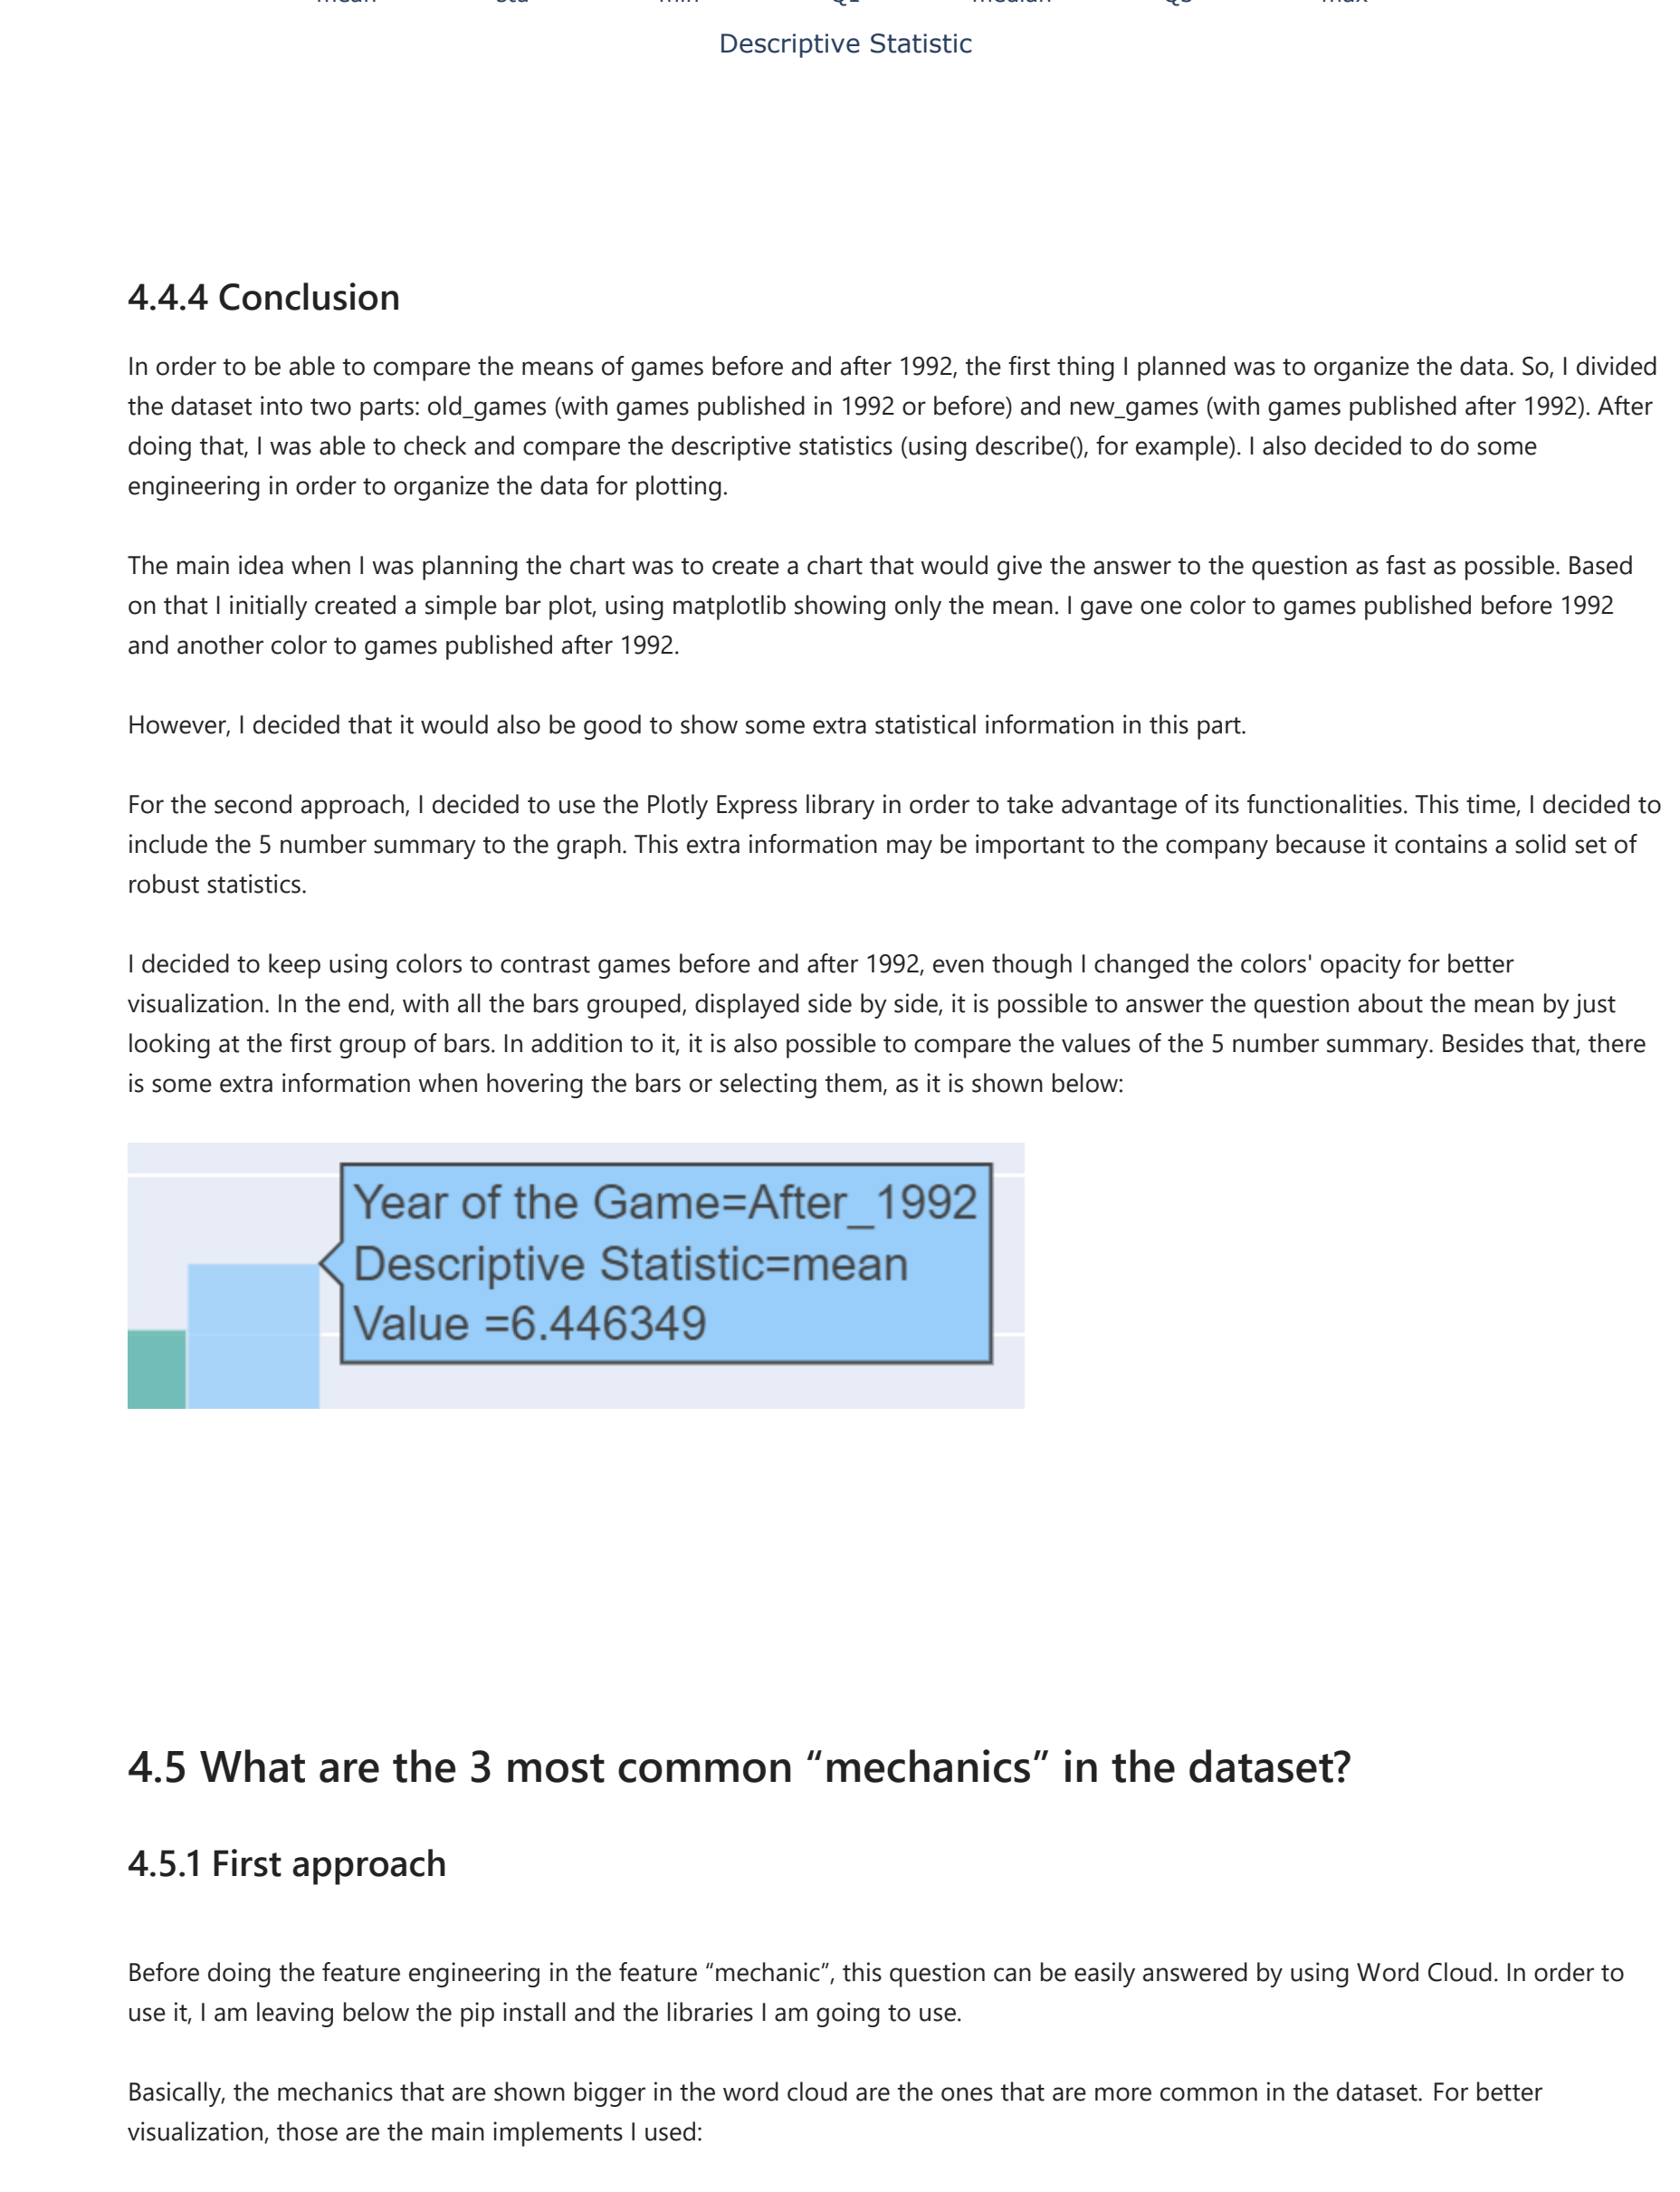 Descriptive Statistic
4.4.4 Conclusion
In order to be able to compare the means of games before and after 1992, the first thing I planned was to organize the data. So, I divided
the dataset into two parts: old_games (with games published in 1992 or before) and new_games (with games published after 1992). After
doing that, I was able to check and compare the descriptive statistics (using describe(), for example). I also decided to do some
engineering in order to organize the data for plotting.
The main idea when I was planning the chart was to create a chart that would give the answer to the question as fast as possible. Based
on that I initially created a simple bar plot, using matplotlib showing only the mean. I gave one color to games published before 1992
and another color to games published after 1992.
However, I decided that it would also be good to show some extra statistical information in this part.
For the second approach, I decided to use the Plotly Express library in order to take advantage of its functionalities. This time, I decided to
include the 5 number summary to the graph. This extra information may be important to the company because it contains a solid set of
robust statistics.
I decided to keep using colors to contrast games before and after 1992, even though I changed the colors' opacity for better
visualization. In the end, with all the bars grouped, displayed side by side, it is possible to answer the question about the mean by just
looking at the first group of bars. In addition to it, it is also possible to compare the values of the 5 number summary. Besides that, there
is some extra information when hovering the bars or selecting them, as it is shown below:
Year of the Game=After_1992
Descriptive Statistic=mean
Value =6.446349
4.5 What are the 3 most common “mechanics” in the dataset?
4.5.1 First approach
Before doing the feature engineering in the feature “mechanic”, this question can be easily answered by using Word Cloud. In order to
use it, I am leaving below the pip install and the libraries I am going to use.
Basically, the mechanics that are shown bigger in the word cloud are the ones that are more common in the dataset. For better
visualization, those are the main implements I used: